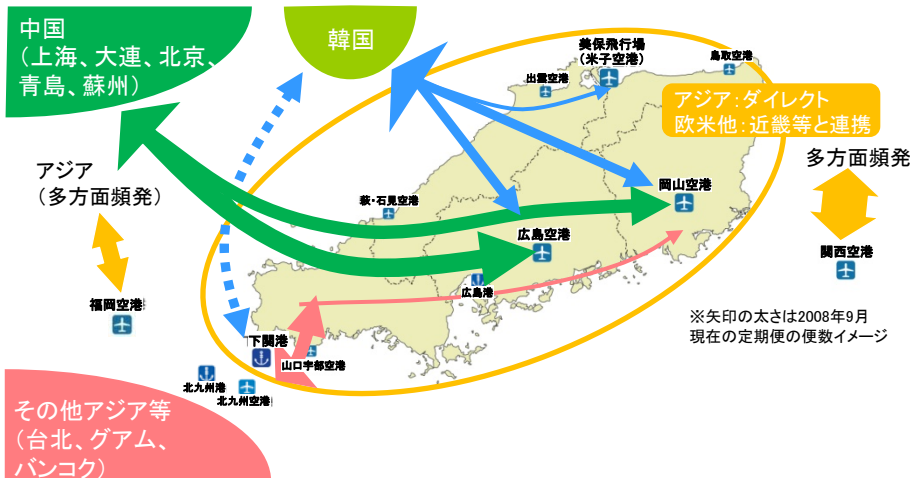 中国
（上海、大連、北京、
青島、蘇州）
韓国
美保飛行場
（米子空港）
鳥取空港
出雲空港
アジア：ダイレクト
欧米他：近畿等と連携
アジア
（多方面頻発）
多方面頻発
萩・石見空港
岡山空港
広島空港
関西空港
広島港
福岡空港
※矢印の太さは2008年9月
現在の定期便の便数イメージ
下関港
山口宇部空港
北九州港
北九州空港
その他アジア等
（台北、グアム、
バンコク）